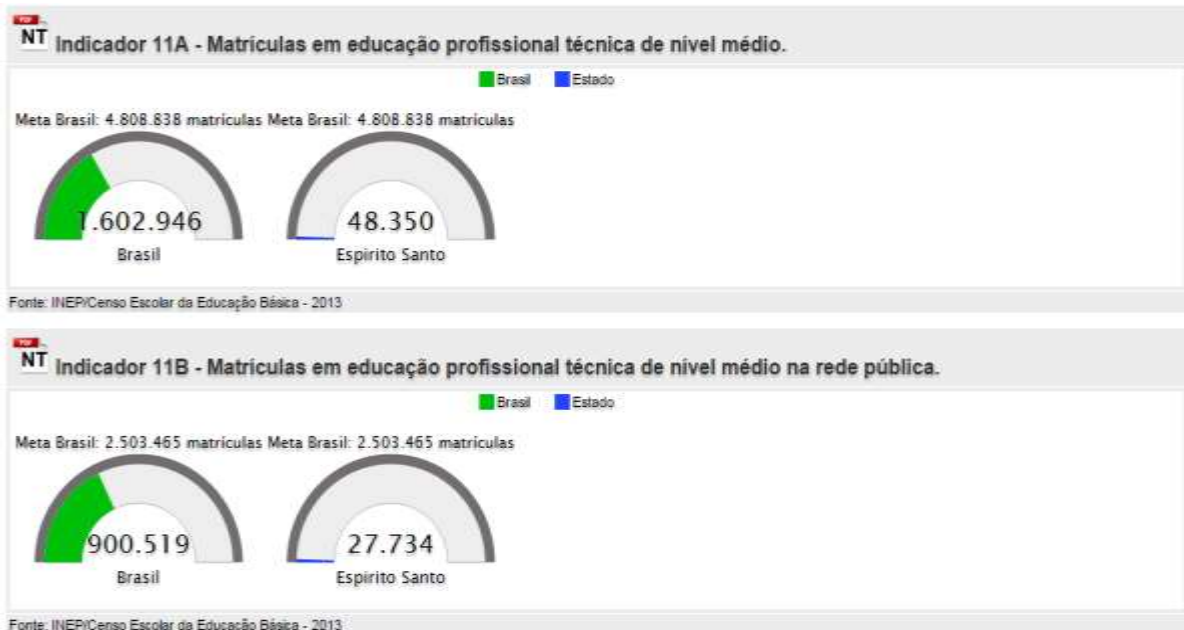 PDF
NT Indicador 11A - Matrículas em educação profissional técnica de nível médio.
Brasil Estado
Meta Brasil: 4.808.838 matrículas Meta Brasil: 4.808.838 matrículas
1.602.946 48.350
Brasil Espirito Santo
Fonte: INEP/Censo Escolar da Educação Básica - 2013
PDF
NT Indicador 11B - Matrículas em educação profissional técnica de nível médio na rede pública.
Brasil Estado
Meta Brasil: 2.503.465 matrículas Meta Brasil: 2.503.465 matrículas
900.519 27.734
Brasil Espirito Santo
Fonte: INEP/Censo Escolar da Educação Básica - 2013